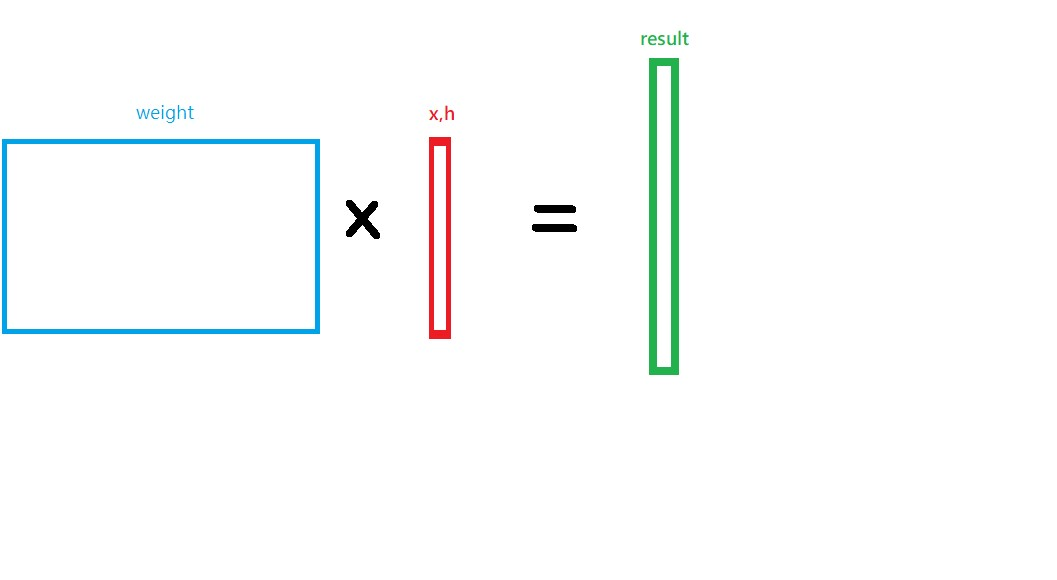 result
weight
x,h
x
=